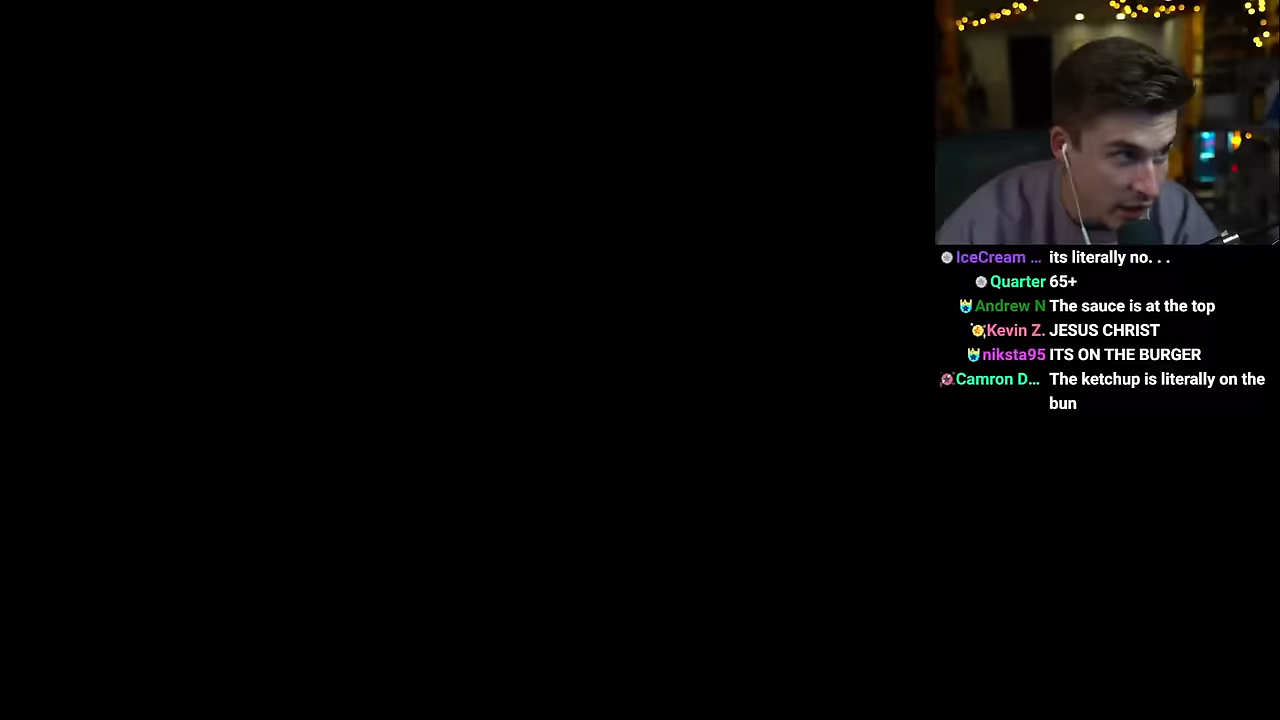 IceCream ... its literally no. . .
Quarter 65+
Andrew N The sauce is at the top
Kevin Z. JESUS CHRIST
niksta95 ITS ON THE BURGER
Camron D... The ketchup is literally on the
bun